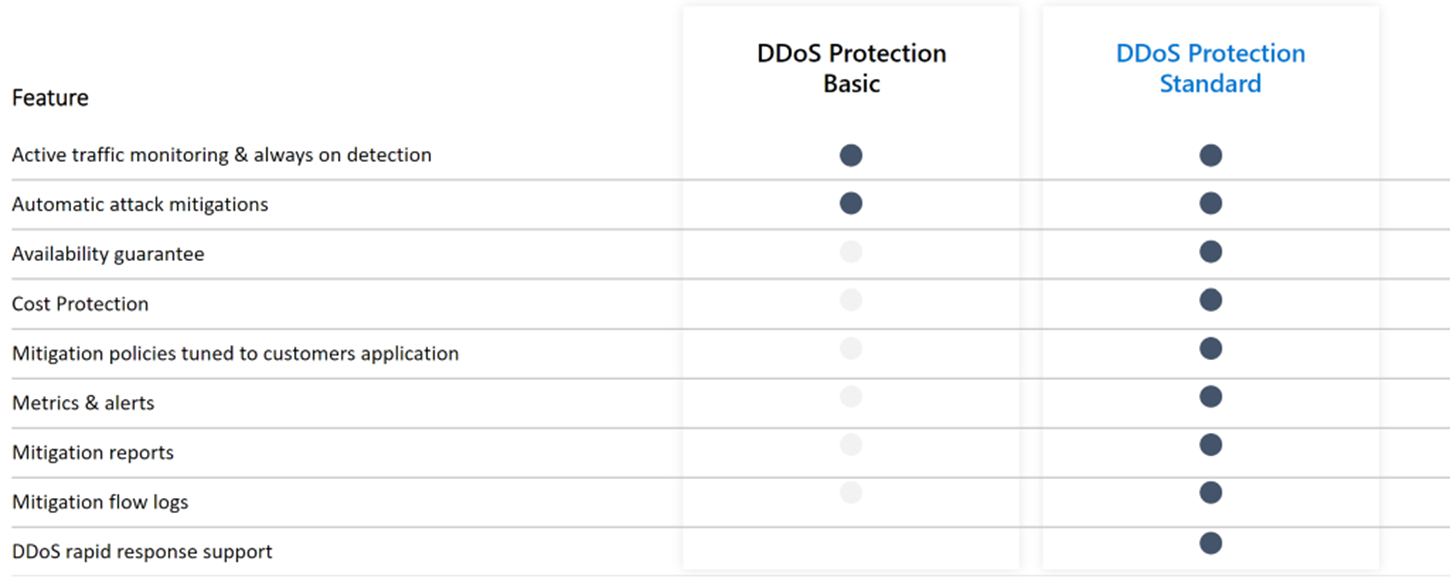 DDoS Protection
Basic
DDoS Protection
Standard
Feature
Active traffic monitoring & always on detection
Automatic attack mitigations
Availability guarantee
Cost Protection
Mitigation policies tuned to customers application
Metrics & alerts
Mitigation reports
Mitigation flow logs
DDoS rapid response support